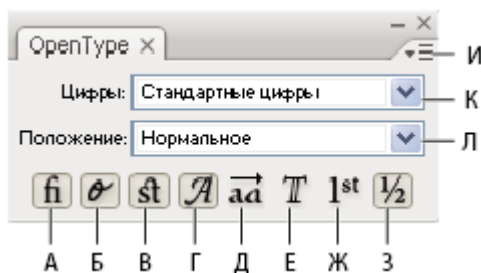 OpenType
И
Цифры: Стандартные цифры
К
Положение: Нормальное
Л
fi st A aa T 1st ½
А Б В Г Д Е Ж З